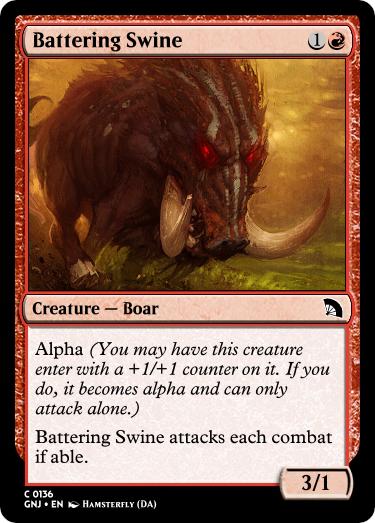 Battering Swine 1
Creature — Boar
Alpha (You may have this creature
enter with a +1/+1 counter on it. If you
do, it becomes alpha and can only
attack alone.)
Battering Swine attacks each combat
if able.
3/1
C 0136
GNJ • EN Hamsterfly (DA)